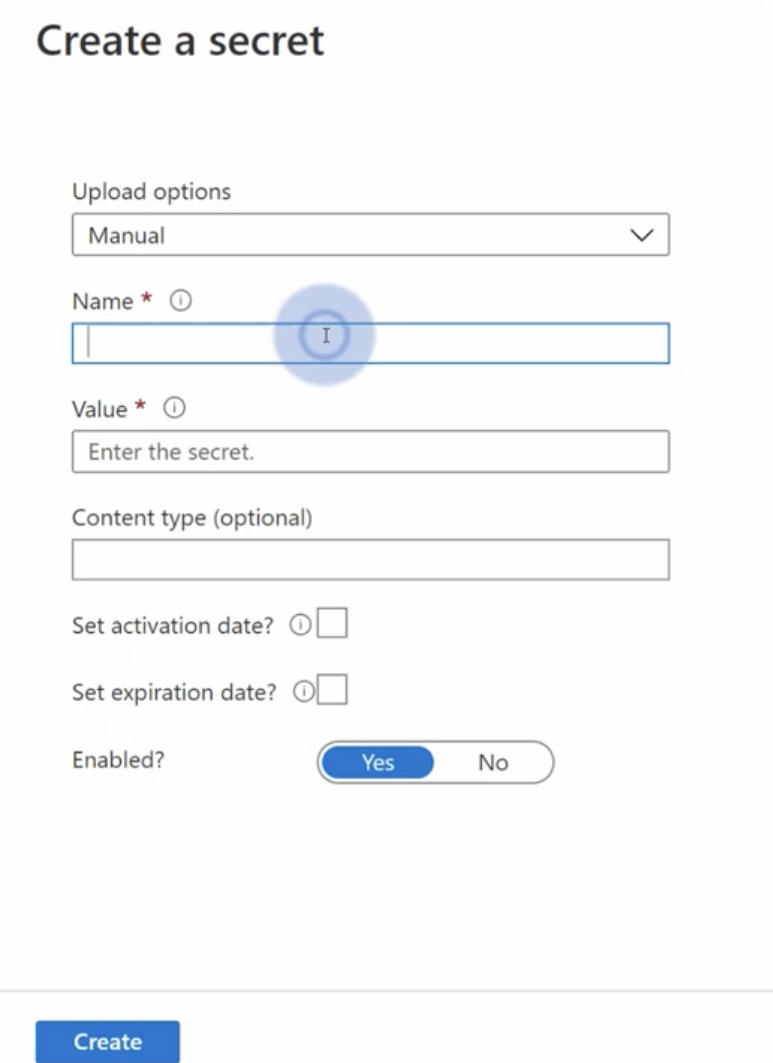 Create a secret
Upload options
Manual
Name *
Value *
Enter the secret.
Content type (optional)
Set activation date?
Set expiration date?
Enabled?
Yes No
Create